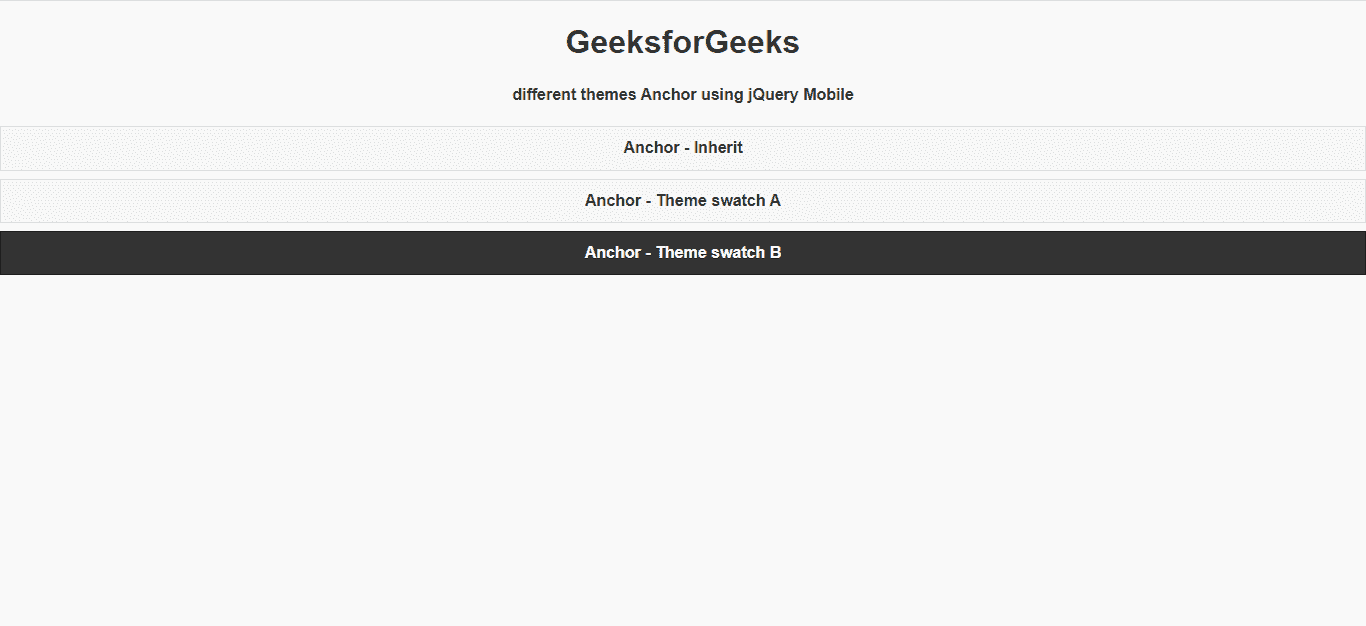 GeeksforGeeks
different themes Anchor using jQuery Mobile
Anchor - Inherit
Anchor - Theme swatch A
Anchor - Theme swatch B